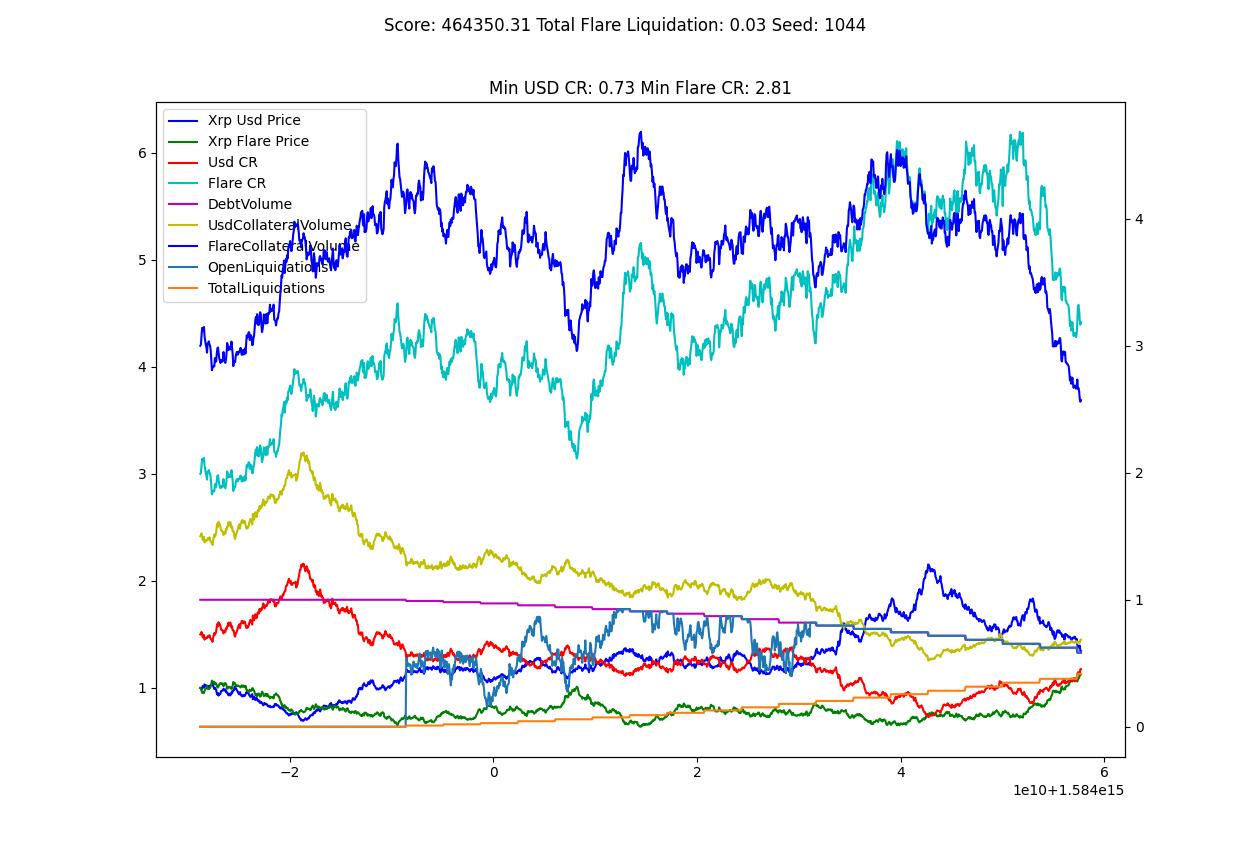 Score: 464350.31 Total Flare Liquidation: 0.03 Seed: 1044
Min USD CR: 0.73 Min Flare CR: 2.81
Xrp Usd Price
Xrp Flare Price
Usd CR
Flare CR
DebtVolume
UsdCollateralVolume
FlareCollateralVolume
OpenLiquidations
TotalLiquidations
6
5
4
3
2
1
4
3
2
1
0
−2
0
2
4
6
1e10+1.584e15